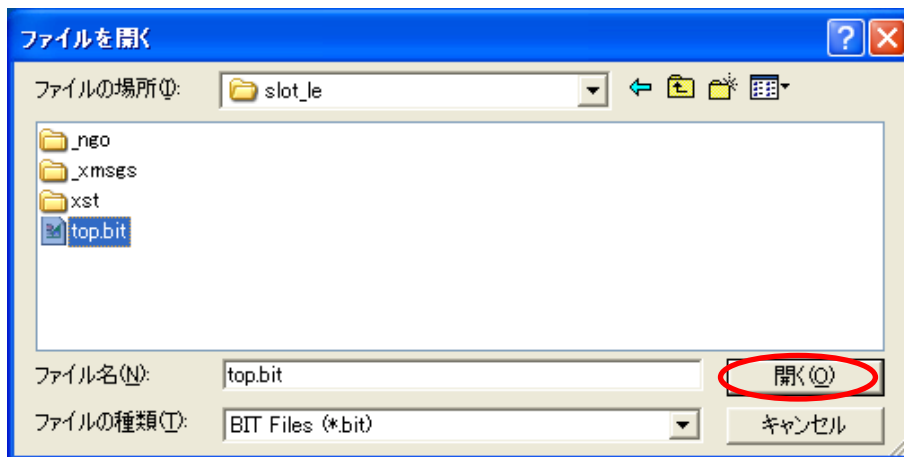 ファイルを開く
ファイルの場所(I):
slot_le
_ngo
_xmsgs
xst
top.bit
ファイル名(N):
top.bit
開く(O)
ファイルの種類(T):
BIT Files (*.bit)
キャンセル